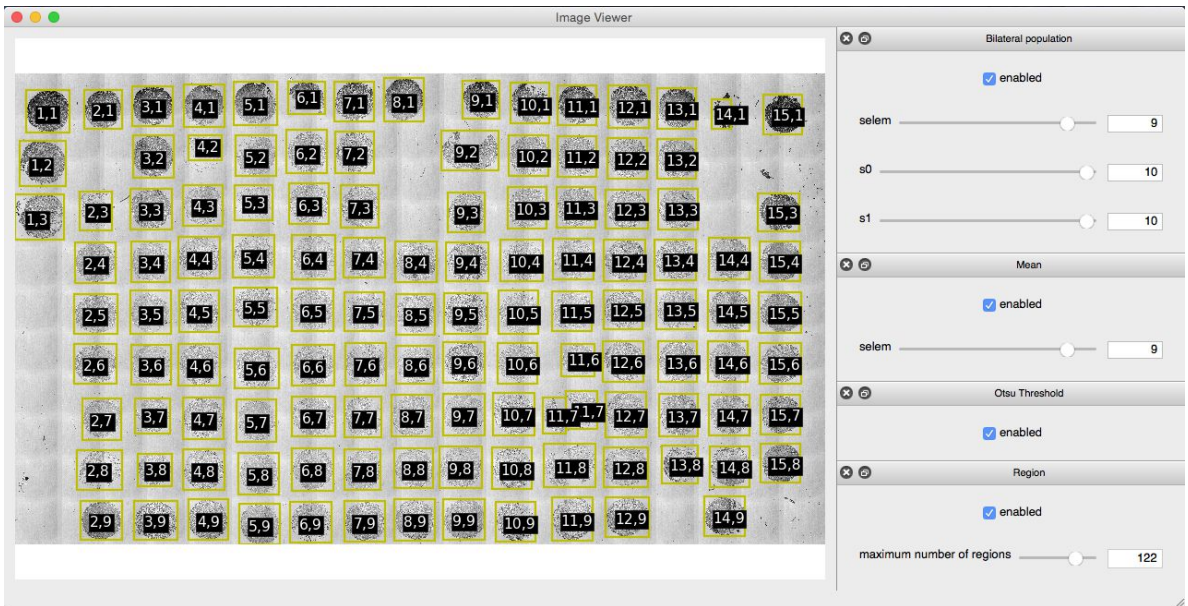 Image Viewer
1,1 2,1 3,1 4,1 5,1 6,1 7,1 8,1 9,1 10,1 11,1 12,1 13,1 14,1 15,1
1,2 3,2 4,2 5,2 6,2 7,2 9,2 10,2 11,2 12,2 13,2
1,3 2,3 3,3 4,3 5,3 6,3 7,3 9,3 10,3 11,3 12,3 13,3 15,3
2,4 3,4 4,4 5,4 6,4 7,4 8,4 9,4 10,4 11,4 12,4 13,4 14,4 15,4
2,5 3,5 4,5 5,5 6,5 7,5 8,5 9,5 10,5 11,5 12,5 13,5 14,5 15,5
2,6 3,6 4,6 5,6 6,6 7,6 8,6 9,6 10,6 11,6 12,6 13,6 14,6 15,6
2,7 3,7 4,7 5,7 6,7 7,7 8,7 9,7 10,7 11,7 1,7 12,7 13,7 14,7 15,7
2,8 3,8 4,8 5,8 6,8 7,8 8,8 9,8 10,8 11,8 12,8 13,8 14,8 15,8
2,9 3,9 4,9 5,9 6,9 7,9 8,9 9,9 10,9 11,9 12,9 14,9
Bilateral population
enabled
selem 9
s0 10
s1 10
Mean
enabled
selem 9
Otsu Threshold
enabled
Region
enabled
maximum number of regions 122